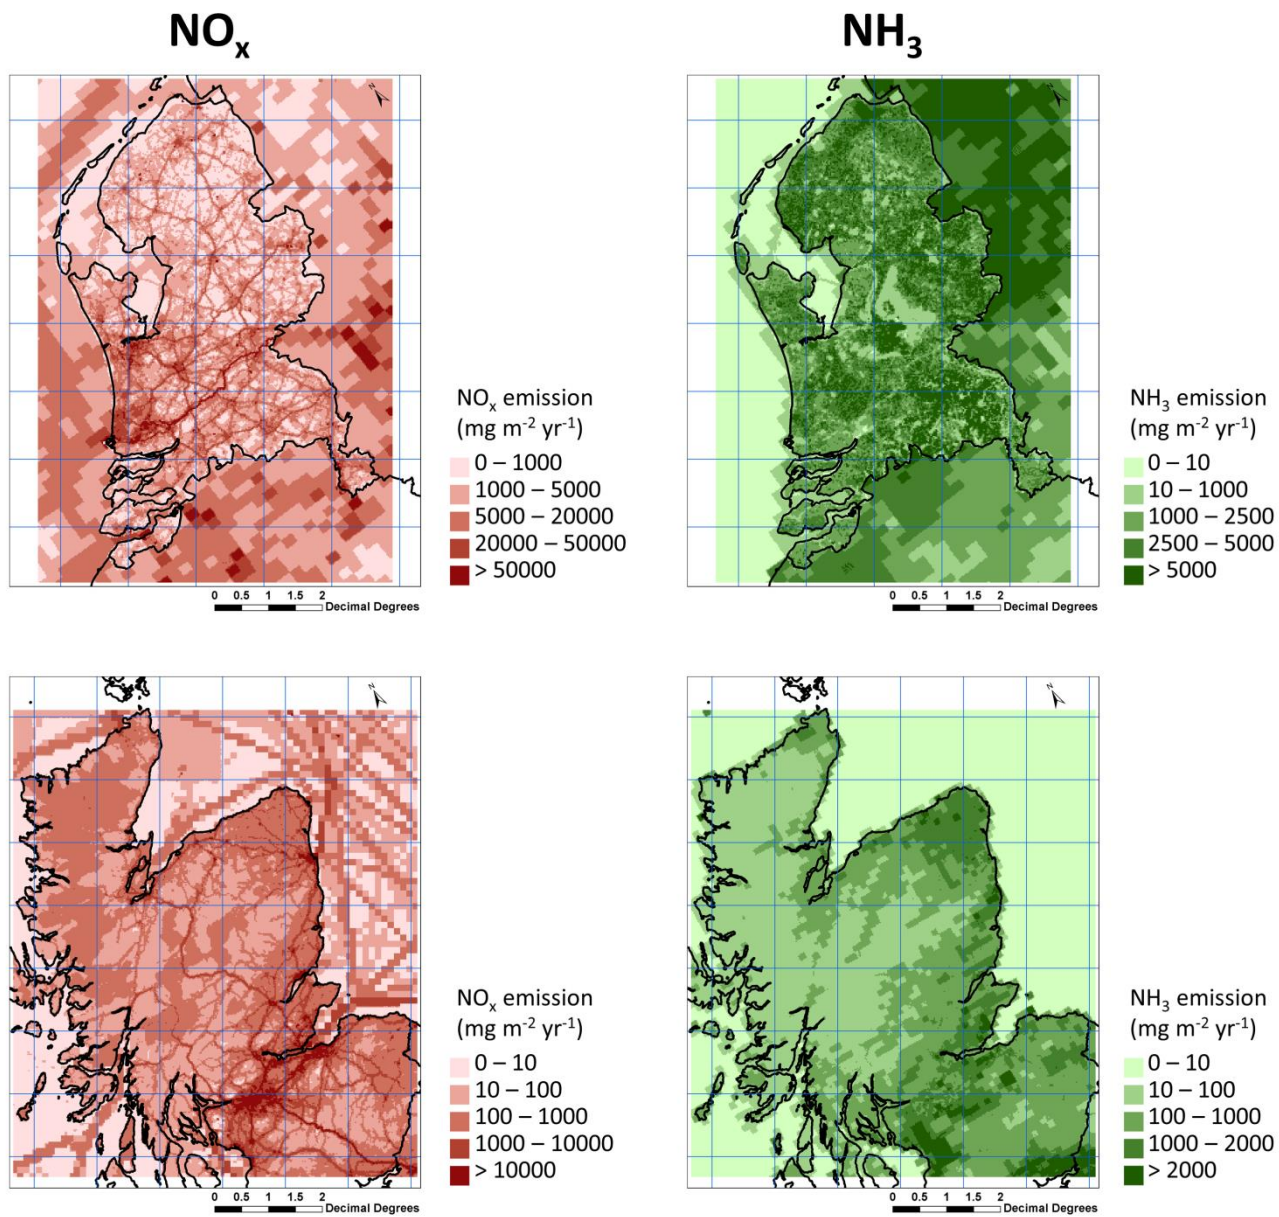 NOx
NH3
N
N
NOx emission
(mg m-2 yr-1)
0 – 1000
1000 – 5000
5000 – 20000
20000 – 50000
> 50000
0 0.5 1 1.5 2
Decimal Degrees
NH3 emission
(mg m-2 yr-1)
0 – 10
10 – 1000
1000 – 2500
2500 – 5000
> 5000
0 0.5 1 1.5 2
Decimal Degrees
N
N
NOx emission
(mg m-2 yr-1)
0 – 10
10 – 100
100 – 1000
1000 – 10000
> 10000
0 0.5 1 1.5 2
Decimal Degrees
NH3 emission
(mg m-2 yr-1)
0 – 10
10 – 100
100 – 1000
1000 – 2000
> 2000
0 0.5 1 1.5 2
Decimal Degrees